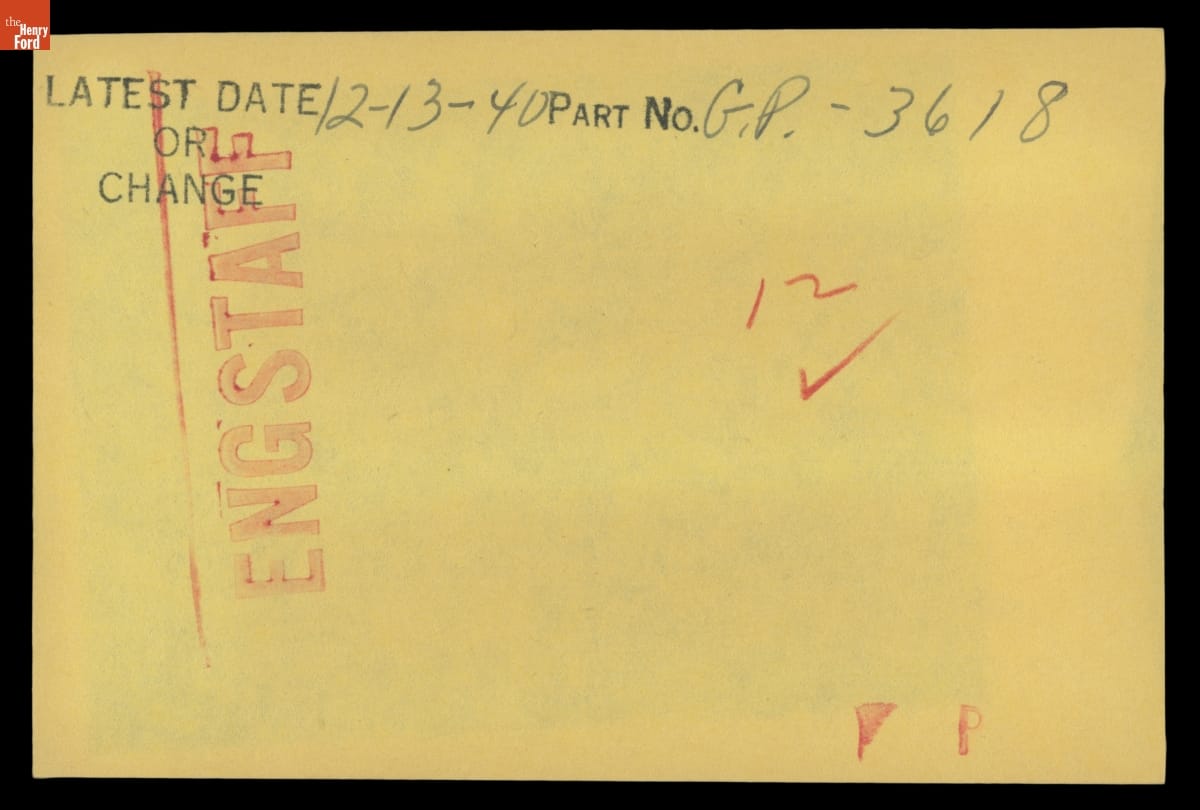 the
Henry
Ford
LATEST DATE 12-13-40 PART NO. G.P. - 3618
OR
CHANGE
ENGSTAFF
12
P